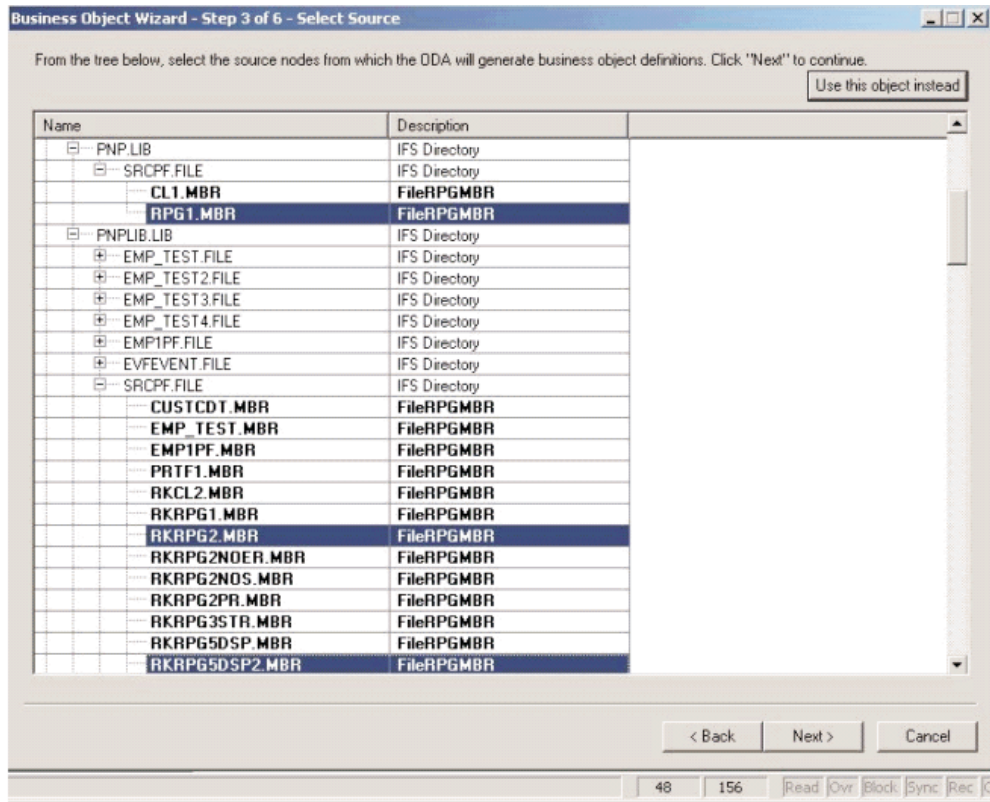 Business Object Wizard - Step 3 of 6 - Select Source
From the tree below, select the source nodes from which the ODA will generate business object definitions. Click "Next" to continue.
Use this object instead
Name Description
PNP.LIB IFS Directory
SRCPF.FILE IFS Directory
CL1.MBR FileRPGMBR
RPG1.MBR FileRPGMBR
PNPLIB.LIB IFS Directory
EMP_TEST.FILE IFS Directory
EMP_TEST2.FILE IFS Directory
EMP_TEST3.FILE IFS Directory
EMP_TEST4.FILE IFS Directory
EMP1PF.FILE IFS Directory
EVFEVENT.FILE IFS Directory
SRCPF.FILE IFS Directory
CUSTCDT.MBR FileRPGMBR
EMP_TEST.MBR FileRPGMBR
EMP1PF.MBR FileRPGMBR
PRTF1.MBR FileRPGMBR
RKCL2.MBR FileRPGMBR
RKRPG1.MBR FileRPGMBR
RKRPG2.MBR FileRPGMBR
RKRPG2NOER.MBR FileRPGMBR
RKRPG2NOS.MBR FileRPGMBR
RKRPG2PR.MBR FileRPGMBR
RKRPG3STR.MBR FileRPGMBR
RKRPG5DSP.MBR FileRPGMBR
RKRPG5DSP2.MBR FileRPGMBR
< Back Next > Cancel
48 156 Read Ovr Block Sync Rec